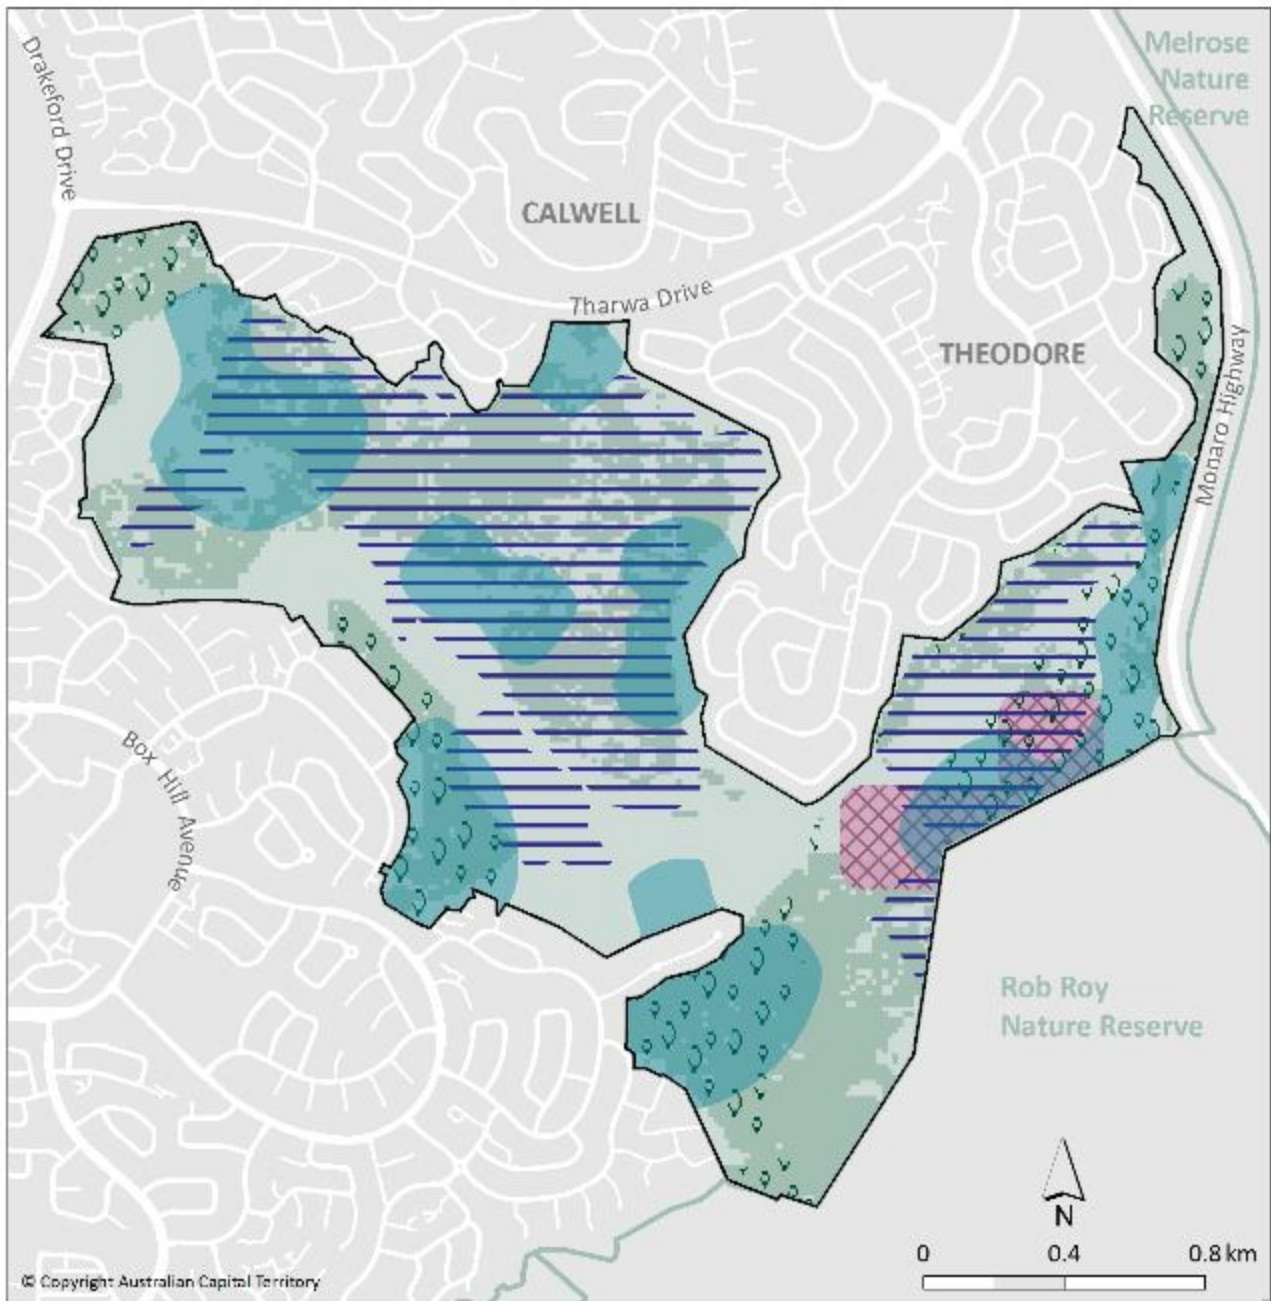 Melrose
Nature
Reserve
Drakeford Drive
CALWELL
Tharwa Drive
THEODORE
Monaro Highway
Box Hill Avenue
Rob Roy
Nature Reserve
N
0 0.4 0.8 km
© Copyright Australian Capital Territory